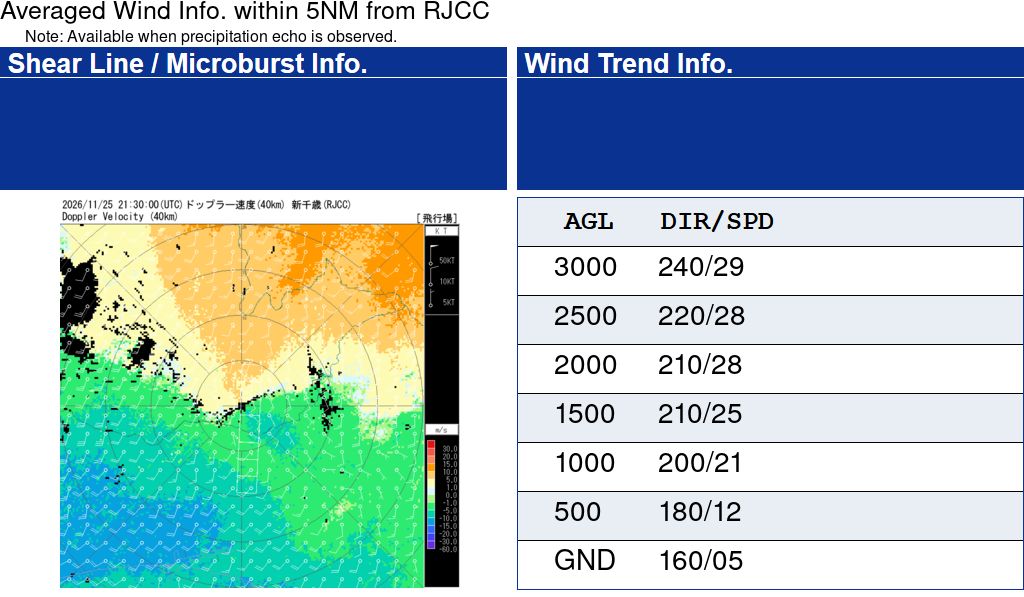 Averaged Wind Info. within 5NM from RJCC
Note: Available when precipitation echo is observed.
Shear Line / Microburst Info.
Wind Trend Info.
2026/11/25 21:30:00(UTC) ドップラー速度(40km) 新千歳(RJCC)
Doppler Velocity (40km)
[飛行場]
K T
50KT
10KT
5KT
m/s
30.0
20.0
15.0
10.0
5.0
1.0
0.0
-1.0
-5.0
-10.0
-15.0
-20.0
-30.0
-60.0
AGL DIR/SPD
3000 240/29
2500 220/28
2000 210/28
1500 210/25
1000 200/21
500 180/12
GND 160/05